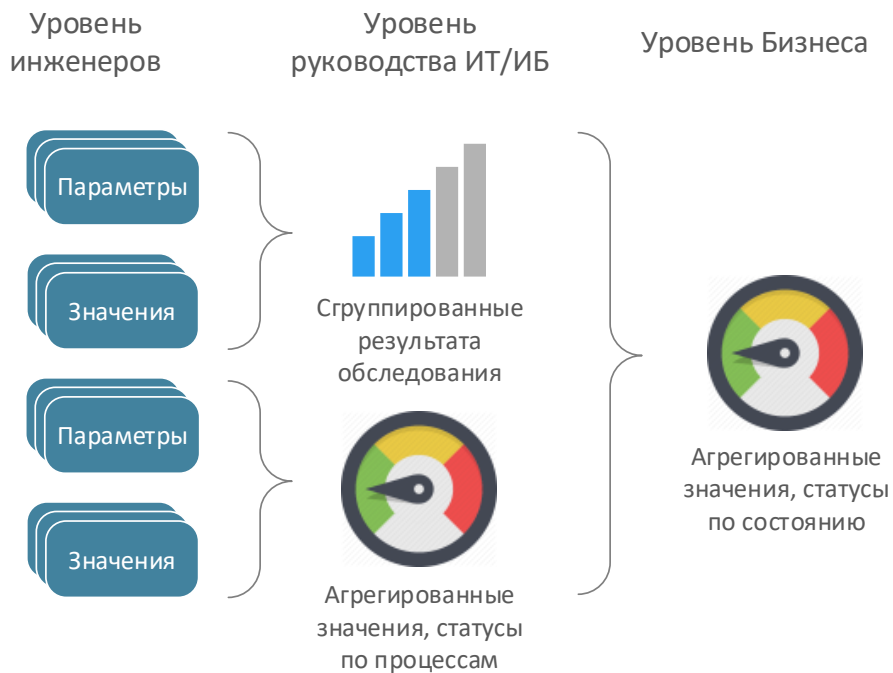 Уровень
инженеров
Уровень
руководства ИТ/ИБ
Уровень Бизнеса
Параметры
Значения
Параметры
Значения
Сгруппированные
результата
обследования
Агрегированные
значения, статусы
по процессам
Агрегированные
значения, статусы
по состоянию